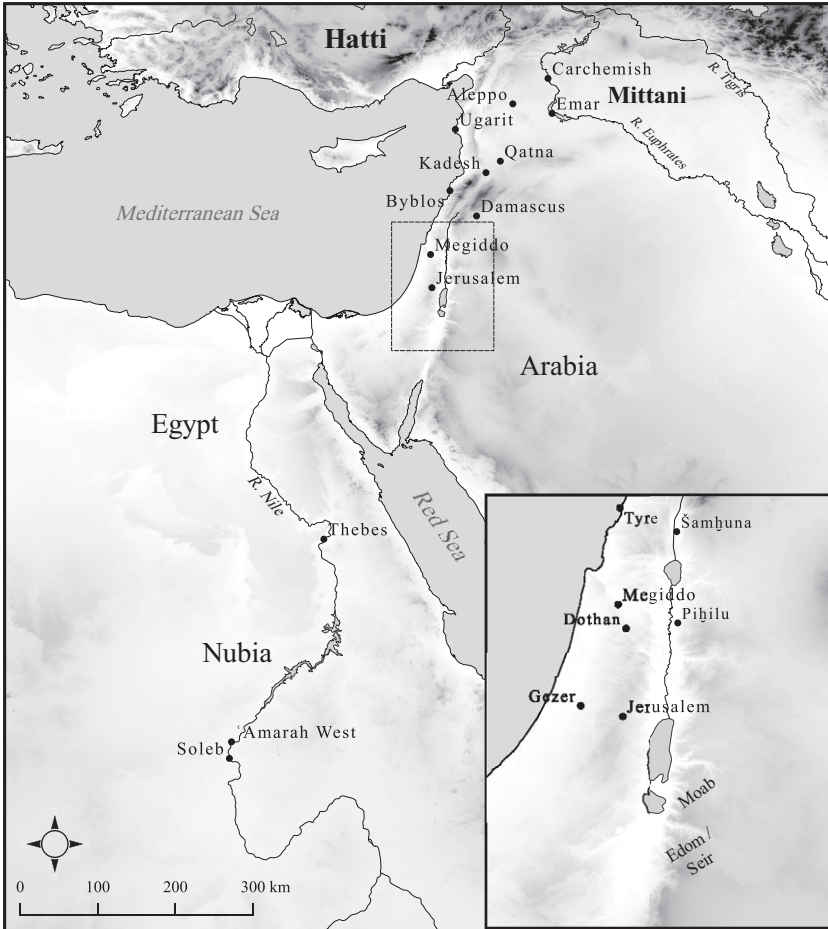 Hatti
Carchemish
R. Tigris
Aleppo
Mittani
Emar
Ugarit
R. Euphrates
Qatna
Kadesh
Byblos
Damascus
Mediterranean Sea
Megiddo
Jerusalem
Arabia
Egypt
R. Nile
Red Sea
Thebes
Nubia
Amarah West
Soleb
0 100 200 300 km
Tyre
Šamḫuna
Megiddo
Dothan
Piḫilu
Gezer
Jerusalem
Moab
Edom /
Seir